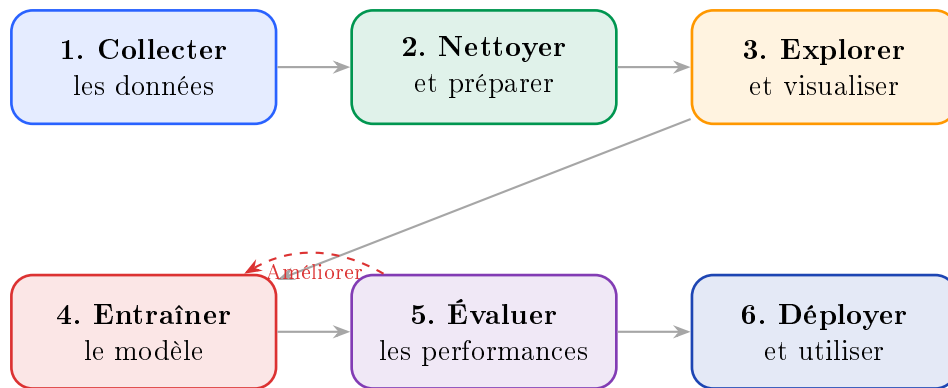 1. Collecter
les données
2. Nettoyer
et préparer
3. Explorer
et visualiser
Améliorer
4. Entraîner
le modèle
5. Évaluer
les performances
6. Déployer
et utiliser